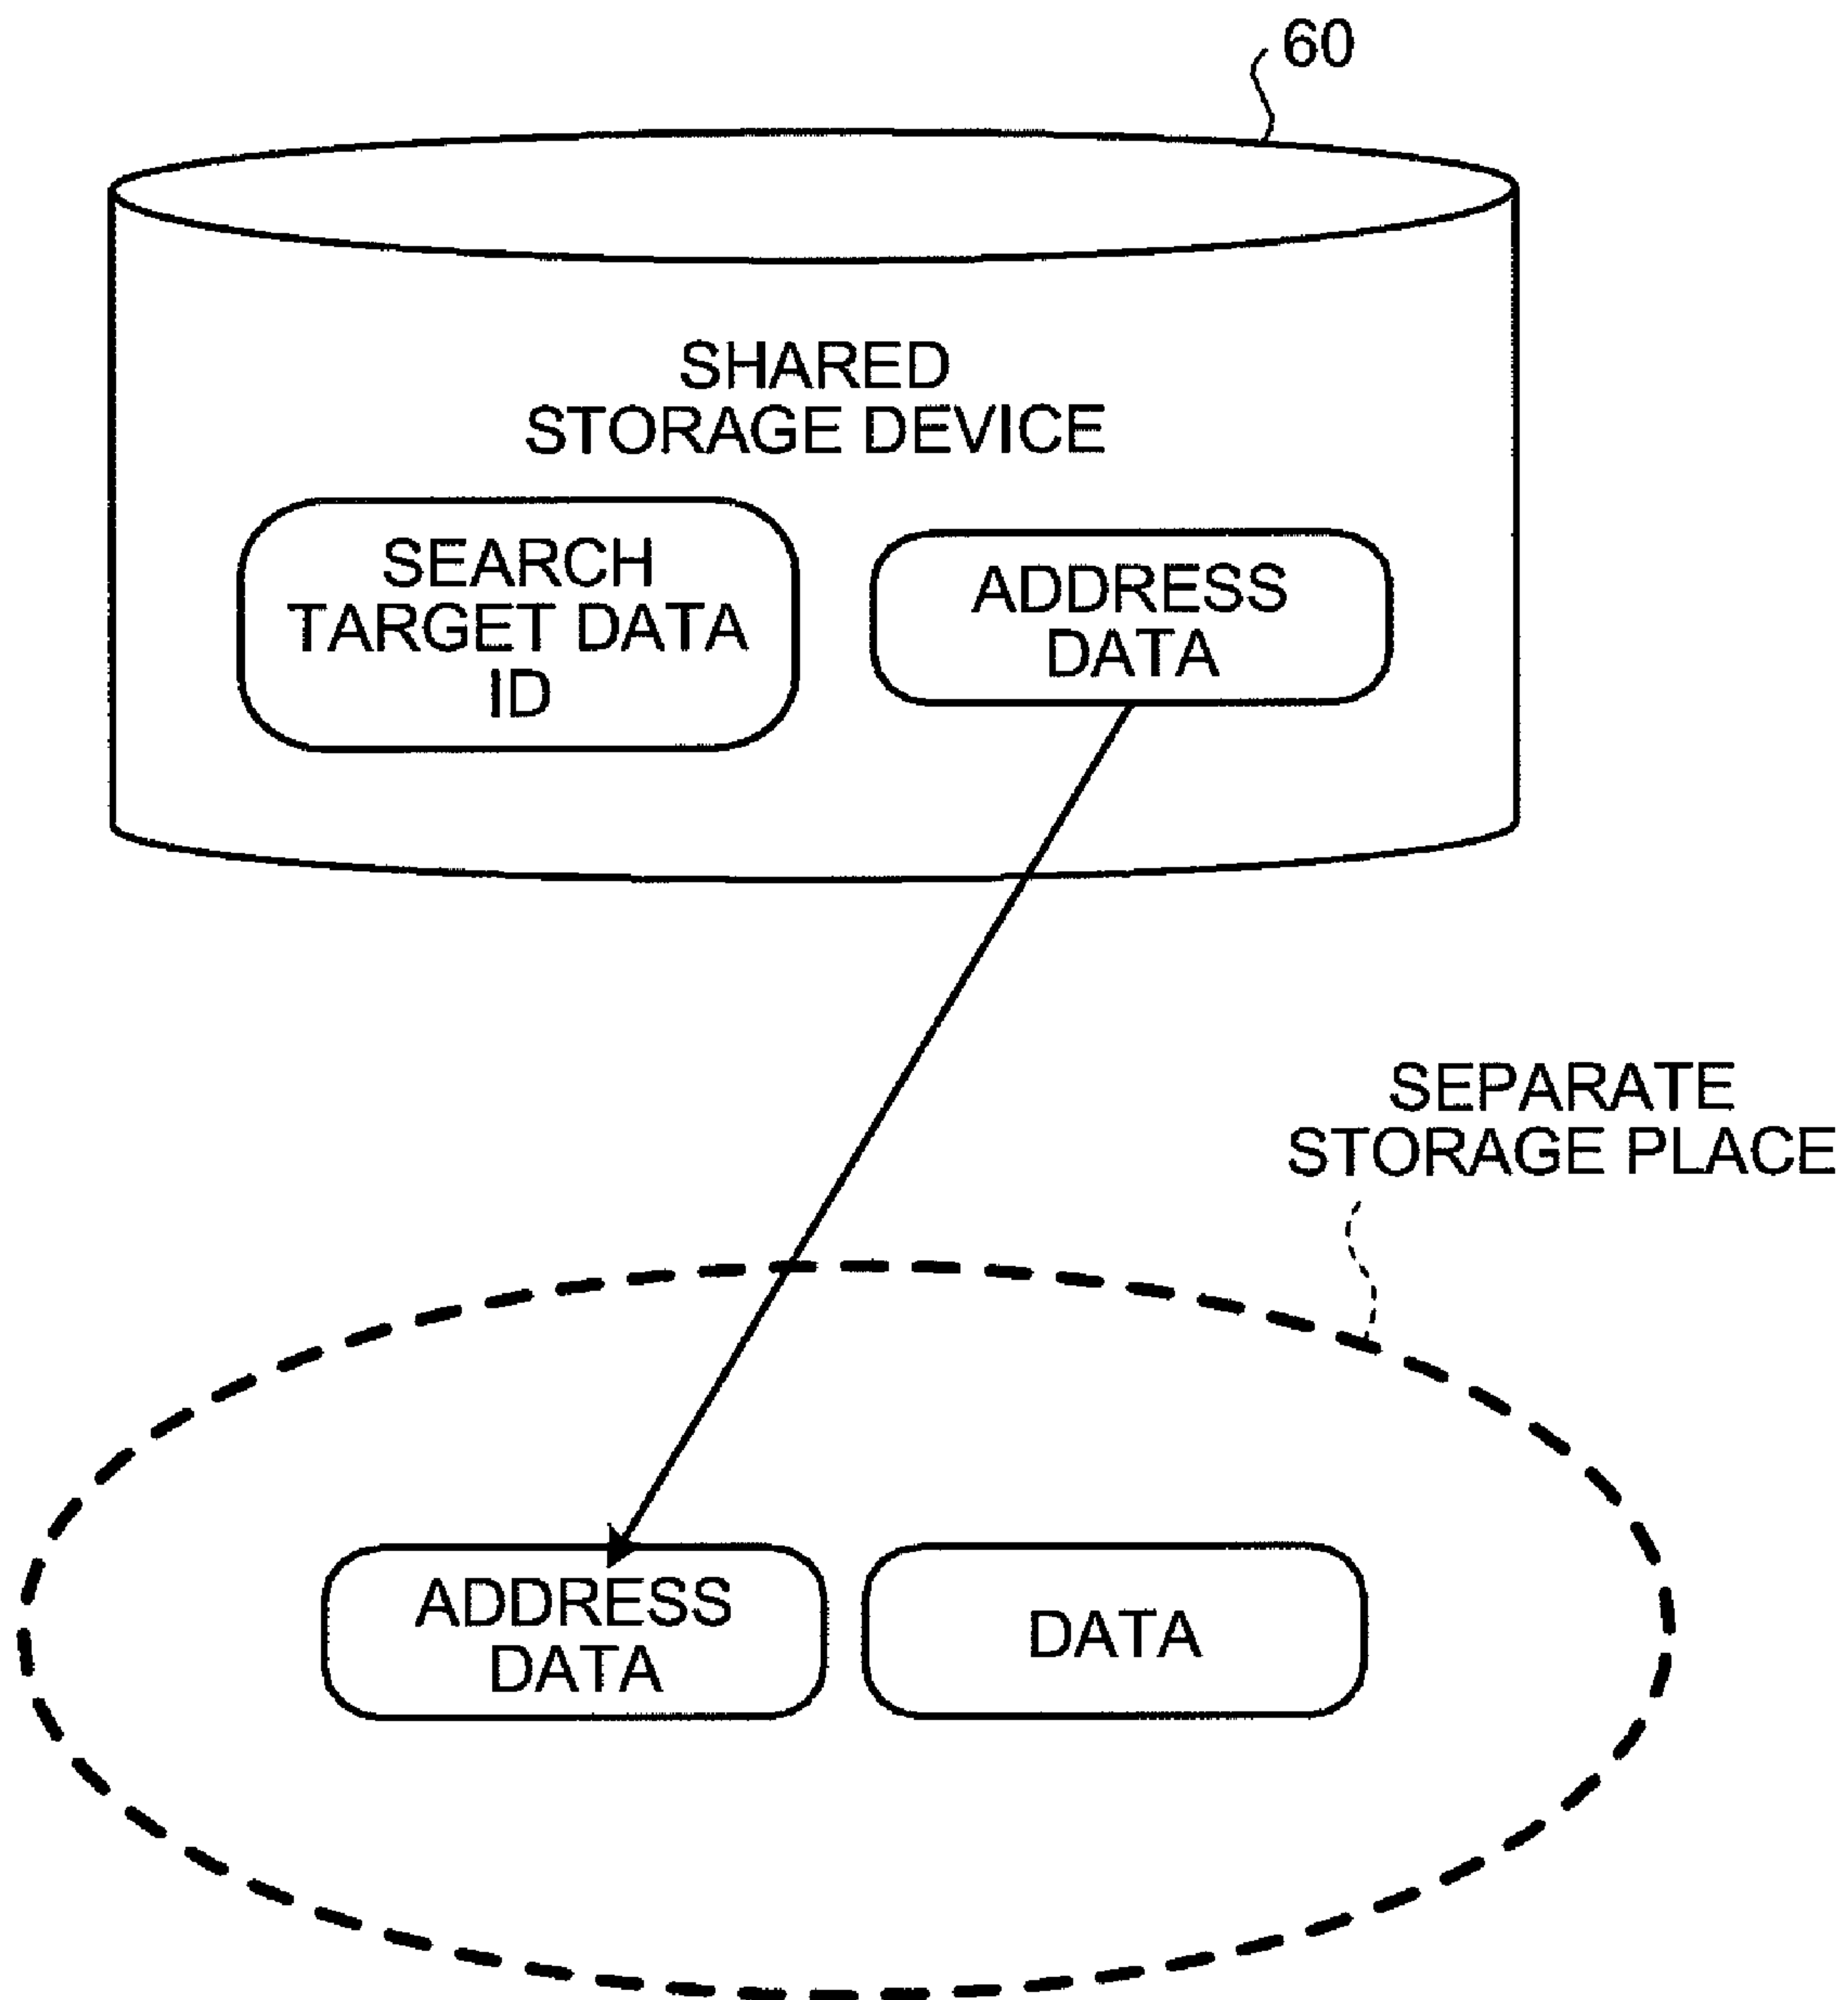 60
SHARED
STORAGE DEVICE
SEARCH
TARGET DATA
ID
ADDRESS
DATA
SEPARATE
STORAGE PLACE
ADDRESS
DATA
DATA